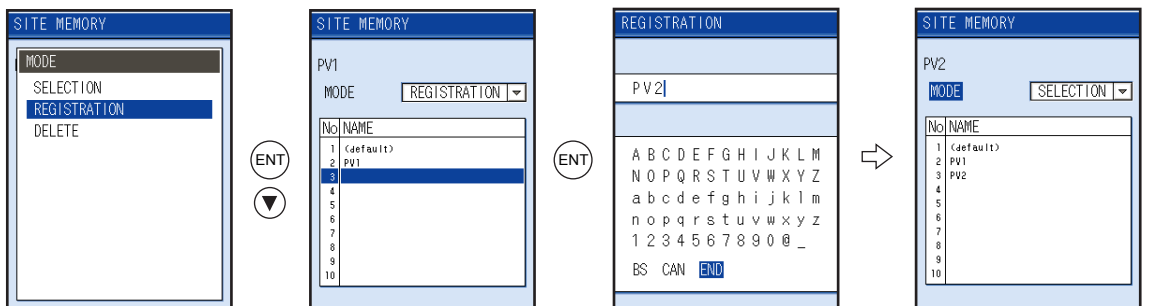 SITE MEMORY
MODE
SELECTION
REGISTRATION
DELETE
ENT
▼
SITE MEMORY
PV1
MODE REGISTRATION
No NAME
1 (default)
2 PV1
3
4
5
6
7
8
9
10
ENT
REGISTRATION
PV2
A B C D E F G H I J K L M
N O P Q R S T U V W X Y Z
a b c d e f g h i j k l m
n o p q r s t u v w x y z
1 2 3 4 5 6 7 8 9 0 @ _
BS CAN END
SITE MEMORY
PV2
MODE SELECTION
No NAME
1 (default)
2 PV1
3 PV2
4
5
6
7
8
9
10